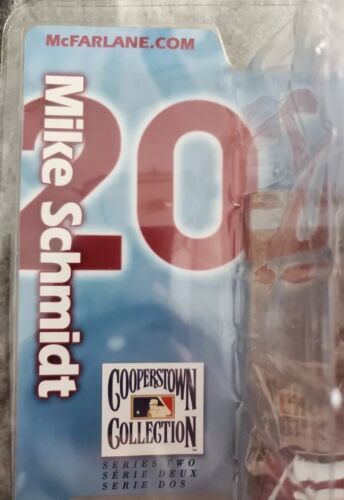 McFARLANE.COM
20
Mike Schmidt
COOPERSTOWN
COLLECTION
SERIES TWO
SÉRIE DEUX
SERIE DOS